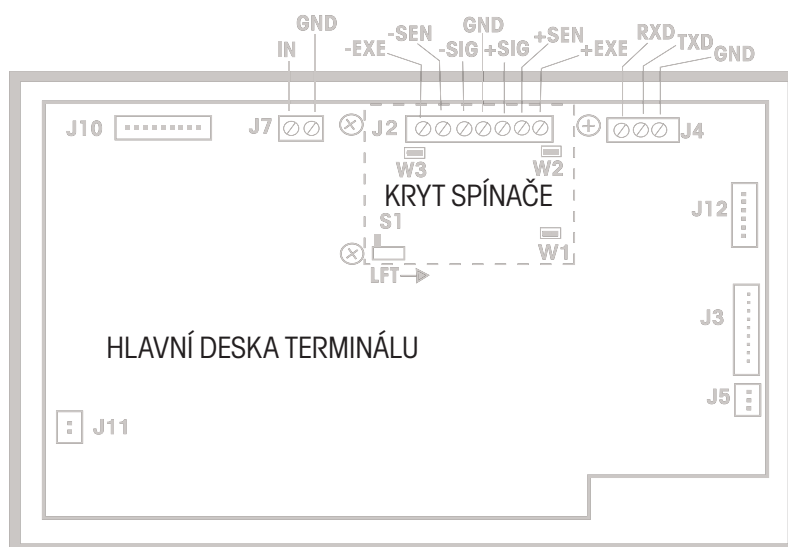 IN GND
-EXE -SEN -SIG GND +SIG +SEN +EXE
RXD TXD GND
J10 J7 J2 J4
W3 W2
KRYT SPÍNAČE
S1
W1
LFT
J12
J3
HLAVNÍ DESKA TERMINÁLU
J5
J11